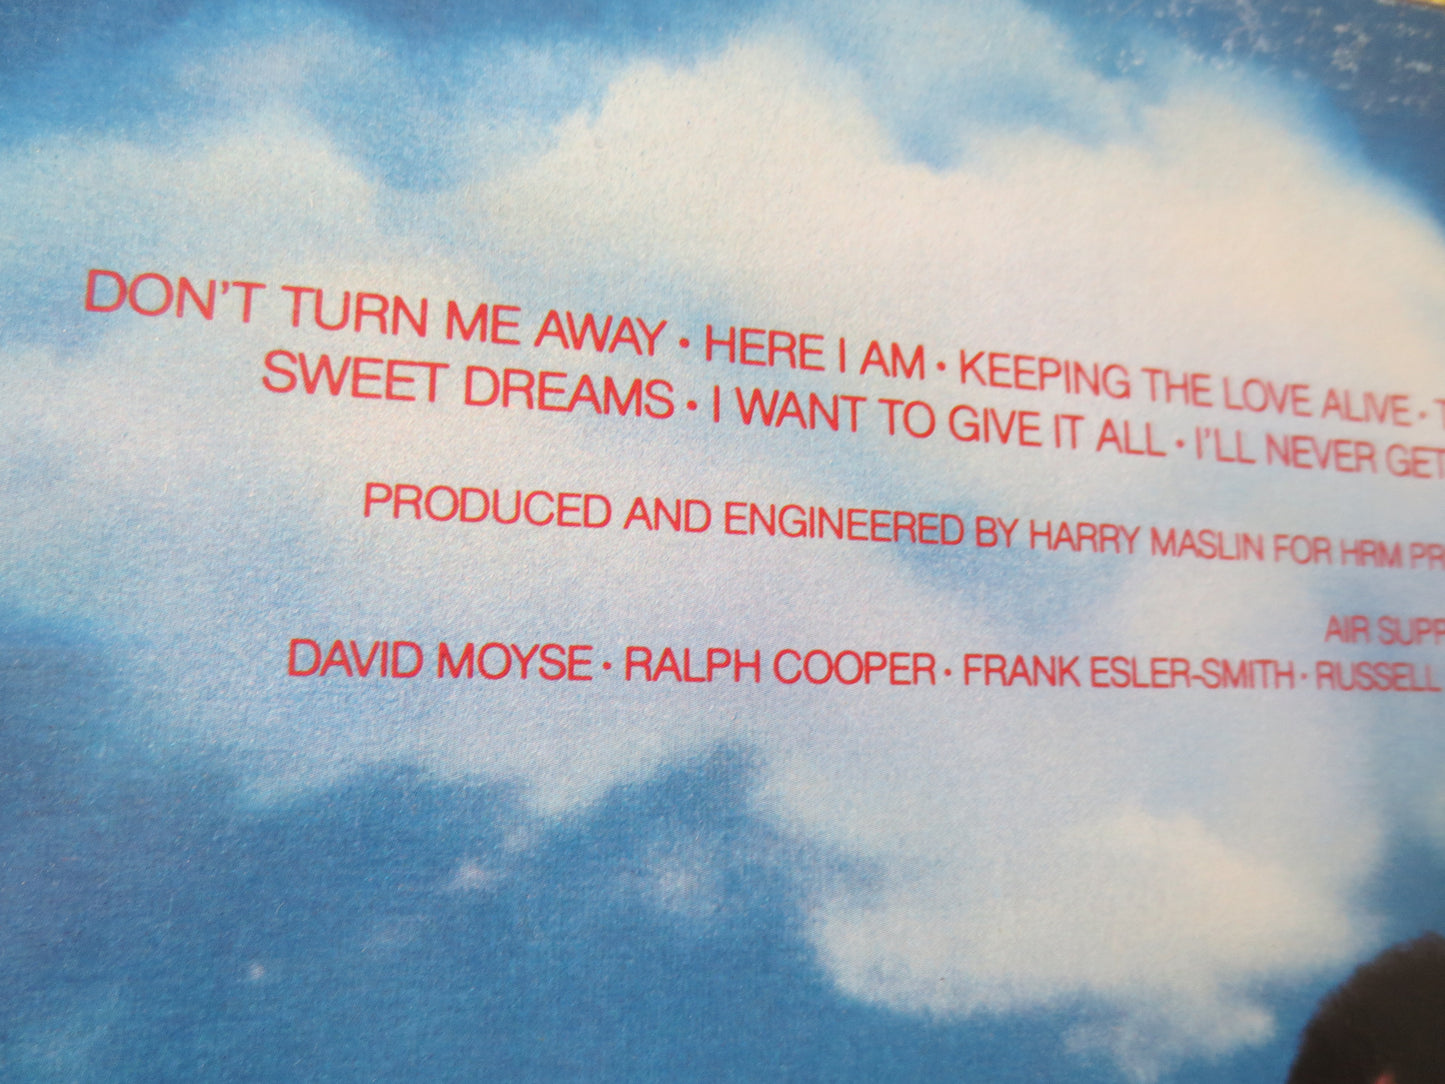 DON'T TURN ME AWAY • HERE I AM • KEEPING THE LOVE ALIVE •
SWEET DREAMS • I WANT TO GIVE IT ALL • I'LL NEVER GET
PRODUCED AND ENGINEERED BY HARRY MASLIN FOR HRM PR
AIR SUPP
DAVID MOYSE • RALPH COOPER • FRANK ESLER-SMITH • RUSSELL